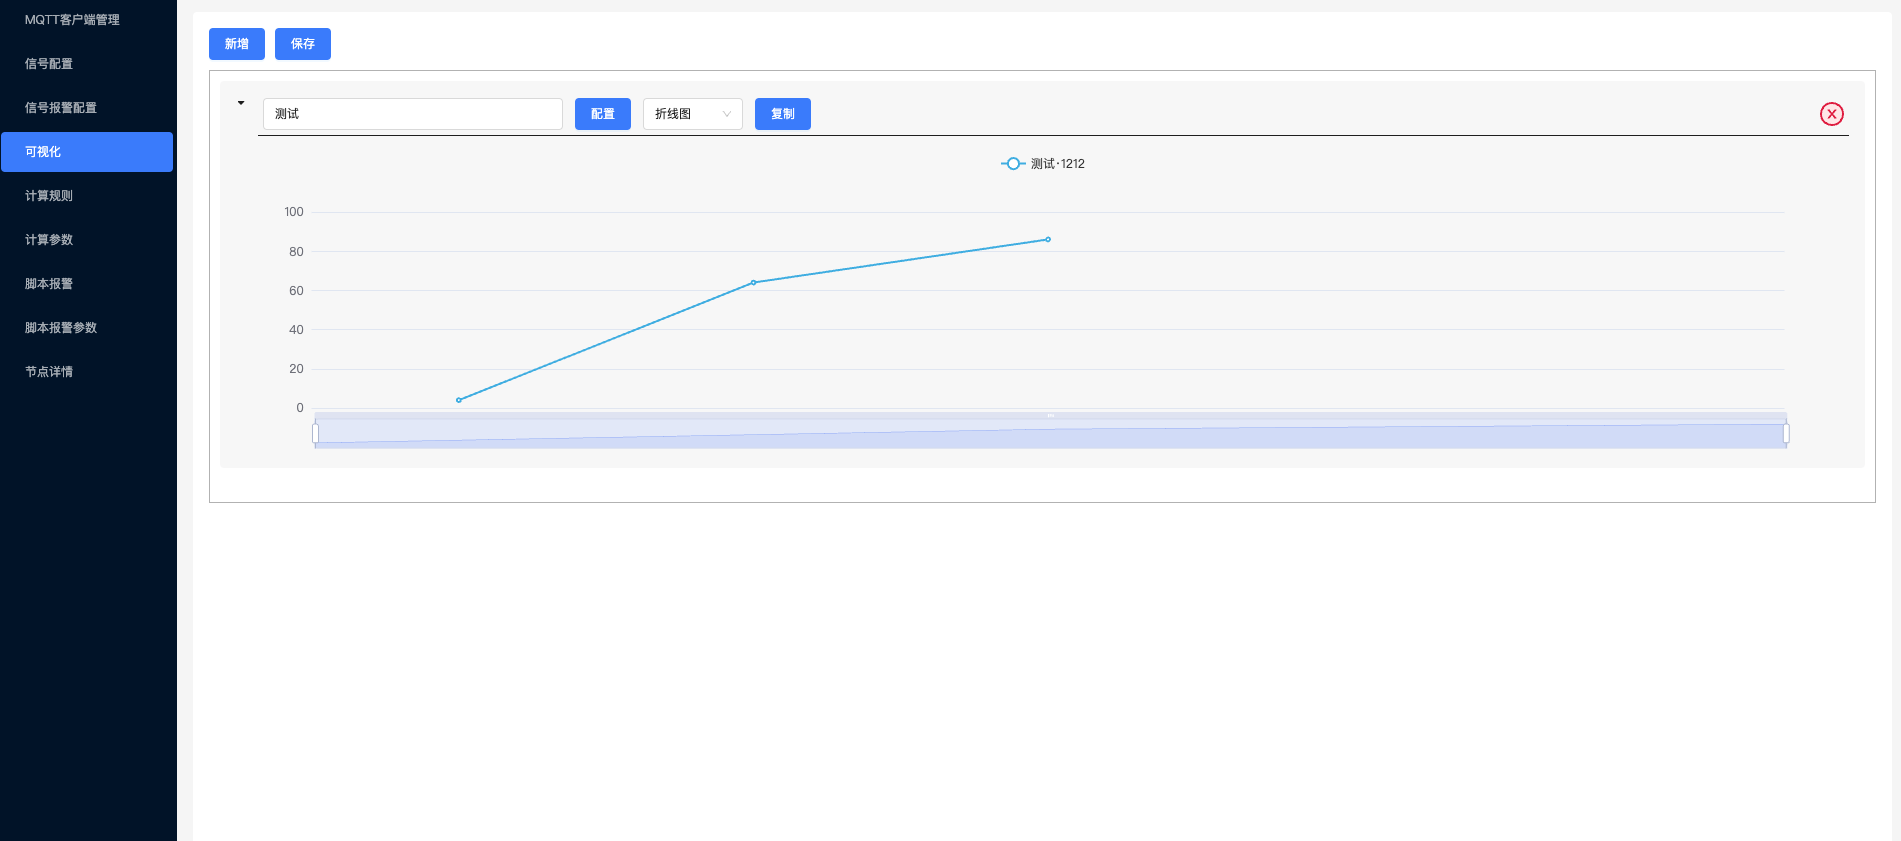 MQTT客户端管理
信号配置
信号报警配置
可视化
计算规则
计算参数
脚本报警
脚本报警参数
节点详情
新增 保存
测试 配置 折线图 复制
测试·1212
100
80
60
40
20
0